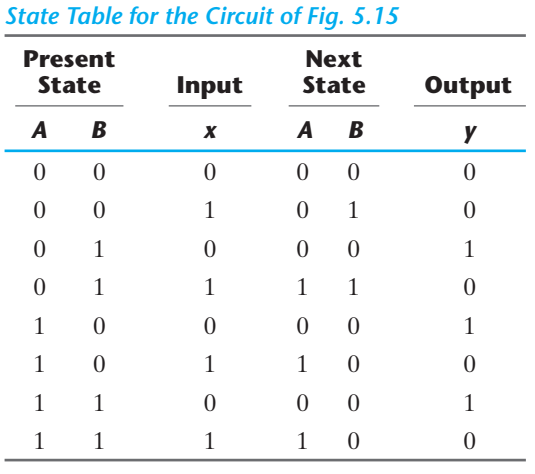 State Table for the Circuit of Fig. 5.15
Present State Input Next State Output
A B x A B y
0 0 0 0 0 0
0 0 1 0 1 0
0 1 0 0 0 1
0 1 1 1 1 0
1 0 0 0 0 1
1 0 1 1 0 0
1 1 0 0 0 1
1 1 1 1 0 0